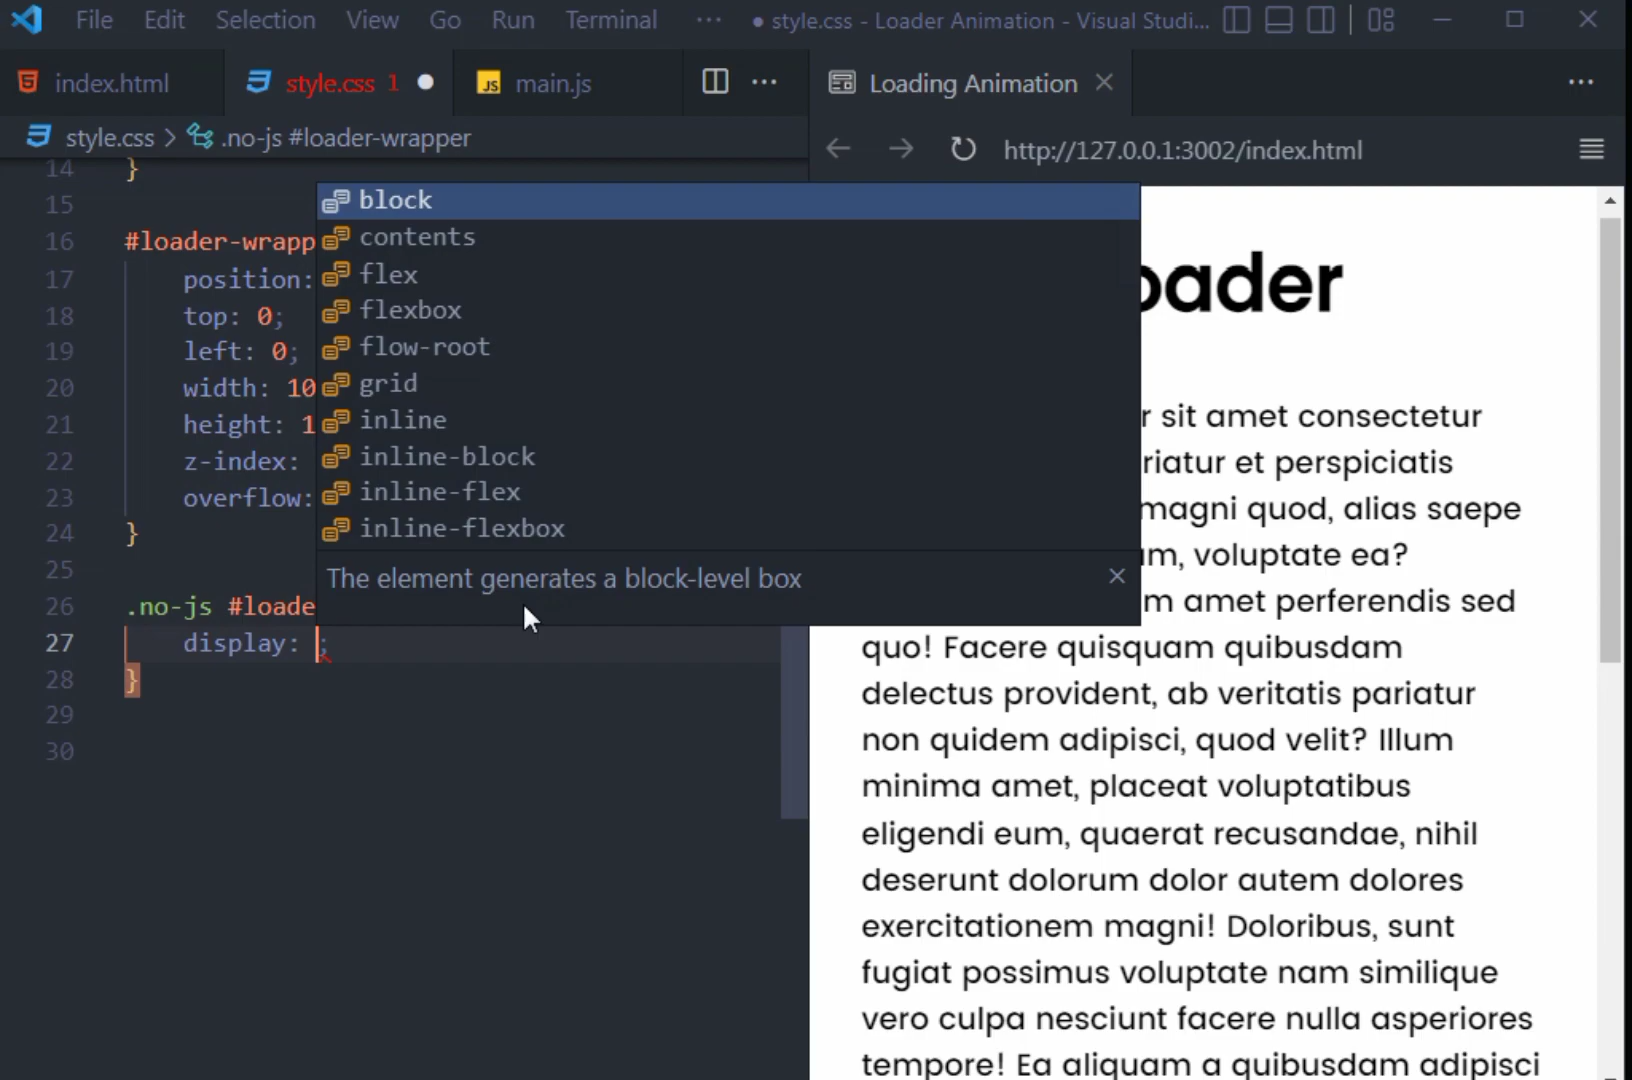 File Edit Selection View Go Run Terminal ··· ● style.css - Loader Animation - Visual Studi...
index.html style.css 1 main.js ··· Loading Animation ···
style.css > .no-js #loader-wrapper
http://127.0.0.1:3002/index.html
14 }
15
16 #loader-wrapp
17 position:
18 top: 0;
19 left: 0;
20 width: 10
21 height: 1
22 z-index:
23 overflow:
24 }
25
26 .no-js #loade
27 display: ;
28 }
29
30
block
contents
flex
flexbox
flow-root
grid
inline
inline-block
inline-flex
inline-flexbox
The element generates a block-level box
oader
r sit amet consectetur
riatur et perspiciatis
magni quod, alias saepe
m, voluptate ea?
m amet perferendis sed
quo! Facere quisquam quibusdam
delectus provident, ab veritatis pariatur
non quidem adipisci, quod velit? Illum
minima amet, placeat voluptatibus
eligendi eum, quaerat recusandae, nihil
deserunt dolorum dolor autem dolores
exercitationem magni! Doloribus, sunt
fugiat possimus voluptate nam similique
vero culpa nesciunt facere nulla asperiores
tempore! Ea aliquam a quibusdam adipisci